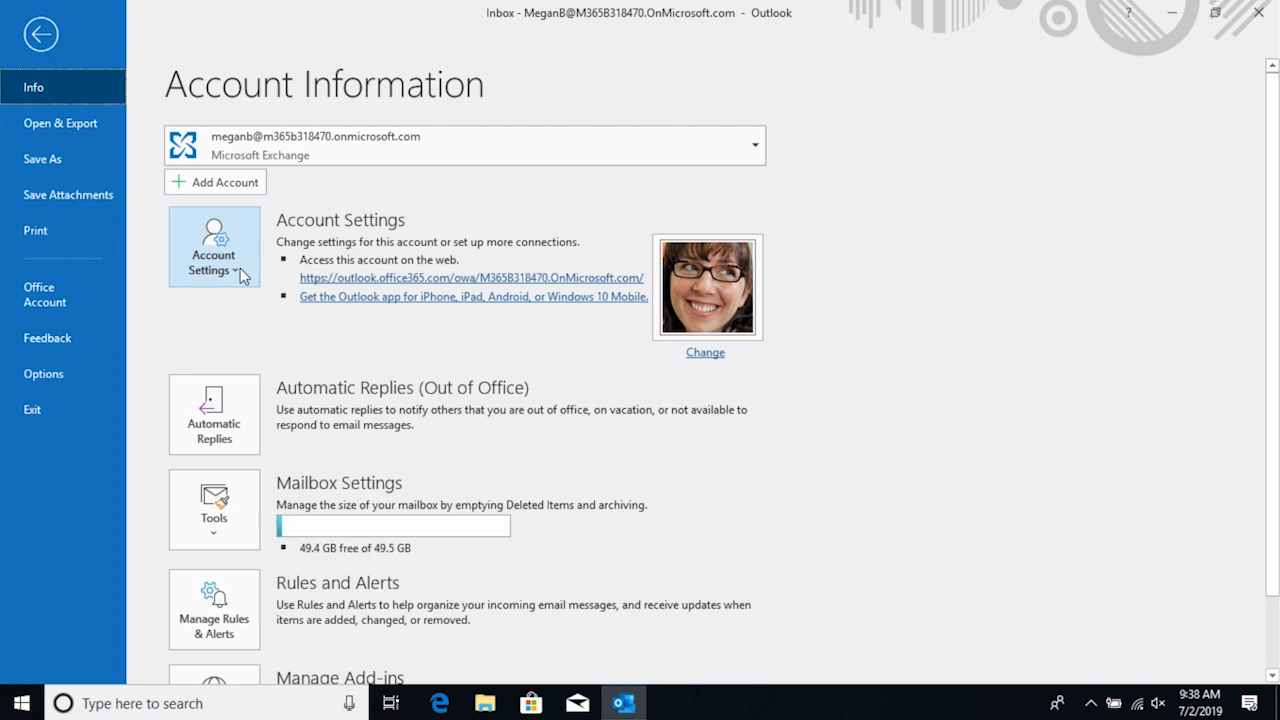 Inbox - MeganB@M365B318470.OnMicrosoft.com - Outlook
?
Info
Open & Export
Save As
Save Attachments
Print
Office
Account
Feedback
Options
Exit
Account Information
meganb@m365b318470.onmicrosoft.com
Microsoft Exchange
Add Account
Account
Settings
Account Settings
Change settings for this account or set up more connections.
Access this account on the web.
https://outlook.office365.com/owa/M365B318470.OnMicrosoft.com/
Get the Outlook app for iPhone, iPad, Android, or Windows 10 Mobile.
Change
Automatic
Replies
Automatic Replies (Out of Office)
Use automatic replies to notify others that you are out of office, on vacation, or not available to
respond to email messages.
Tools
Mailbox Settings
Manage the size of your mailbox by emptying Deleted Items and archiving.
49.4 GB free of 49.5 GB
Manage Rules
& Alerts
Rules and Alerts
Use Rules and Alerts to help organize your incoming email messages, and receive updates when
items are added, changed, or removed.
Manage Add-ins
Type here to search
9:38 AM
7/2/2019